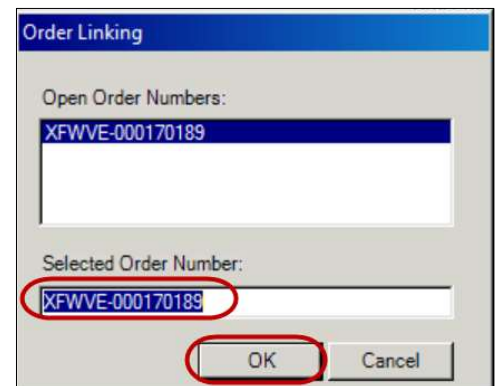 Order Linking
Open Order Numbers:
XFWVE-000170189
Selected Order Number:
XFWVE-000170189
OK Cancel